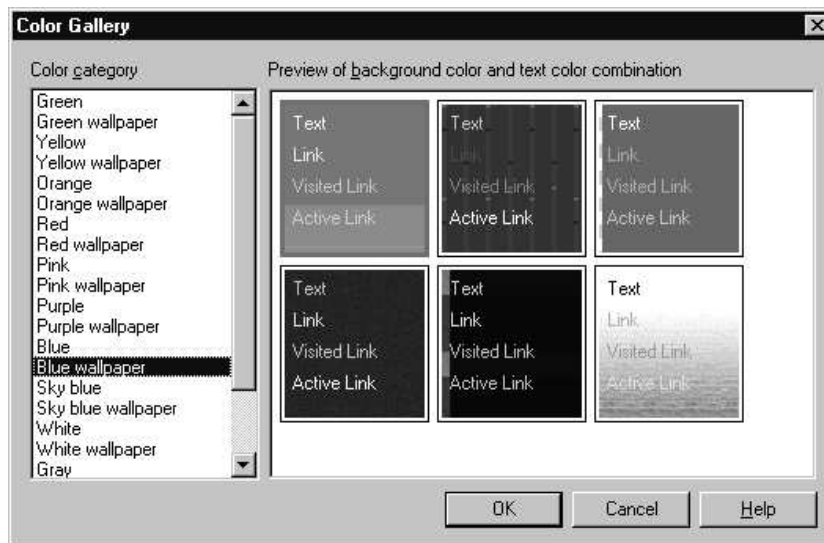 Color Gallery
Color category
Preview of background color and text color combination
Green
Green wallpaper
Yellow
Yellow wallpaper
Orange
Orange wallpaper
Red
Red wallpaper
Pink
Pink wallpaper
Purple
Purple wallpaper
Blue
Blue wallpaper
Sky blue
Sky blue wallpaper
White
White wallpaper
Gray
Text
Link
Visited Link
Active Link
Text
Link
Visited Link
Active Link
Text
Link
Visited Link
Active Link
Text
Link
Visited Link
Active Link
Text
Link
Visited Link
Active Link
Text
Link
Visited Link
Active Link
OK
Cancel
Help